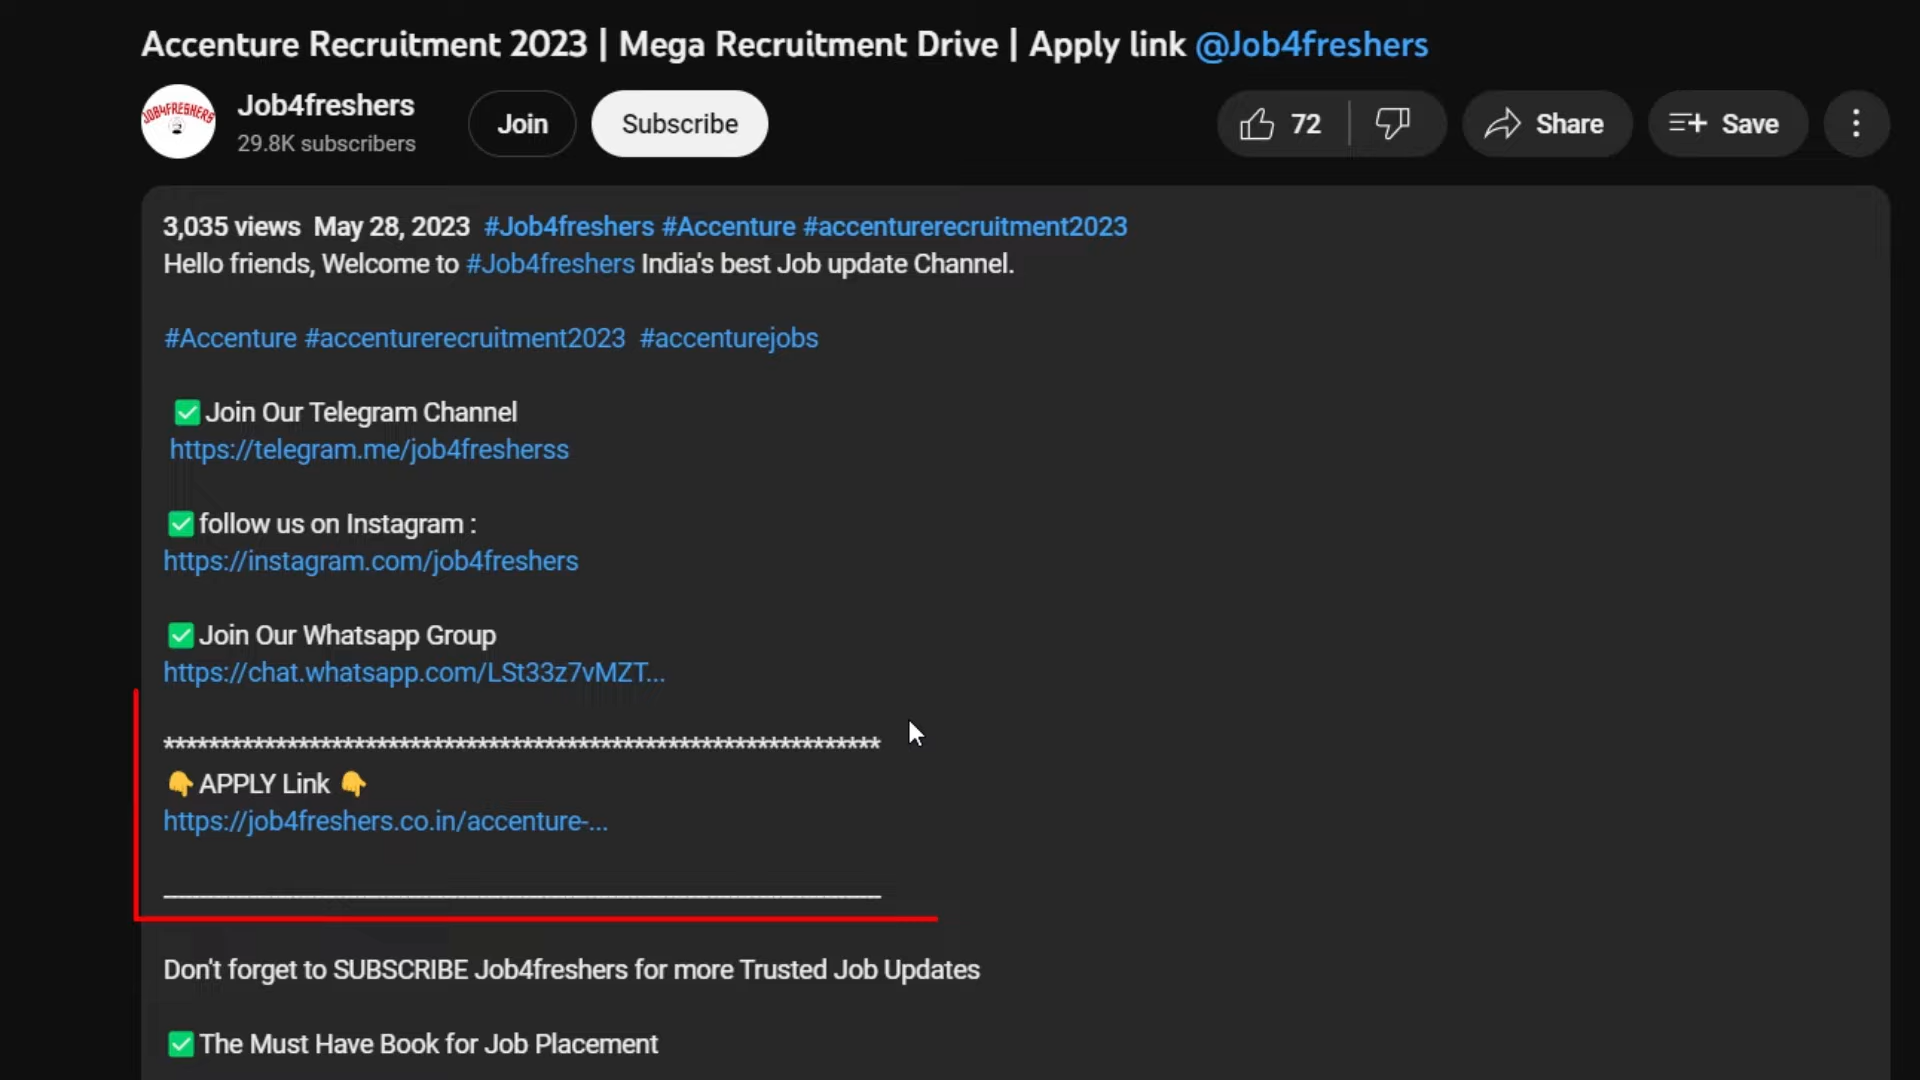 Accenture Recruitment 2023 | Mega Recruitment Drive | Apply link @Job4freshers
JOB4FRESHERS
Job4freshers
29.8K subscribers
Join
Subscribe
72
Share
Save
3,035 views May 28, 2023 #Job4freshers #Accenture #accenturerecruitment2023
Hello friends, Welcome to #Job4freshers India's best Job update Channel.
#Accenture #accenturerecruitment2023 #accenturejobs
✅Join Our Telegram Channel
https://telegram.me/job4fresherss
✅follow us on Instagram :
https://instagram.com/job4freshers
✅Join Our Whatsapp Group
https://chat.whatsapp.com/LSt33z7vMZT...
******************************************************************
👇APPLY Link 👇
https://job4freshers.co.in/accenture-...
Don't forget to SUBSCRIBE Job4freshers for more Trusted Job Updates
✅The Must Have Book for Job Placement